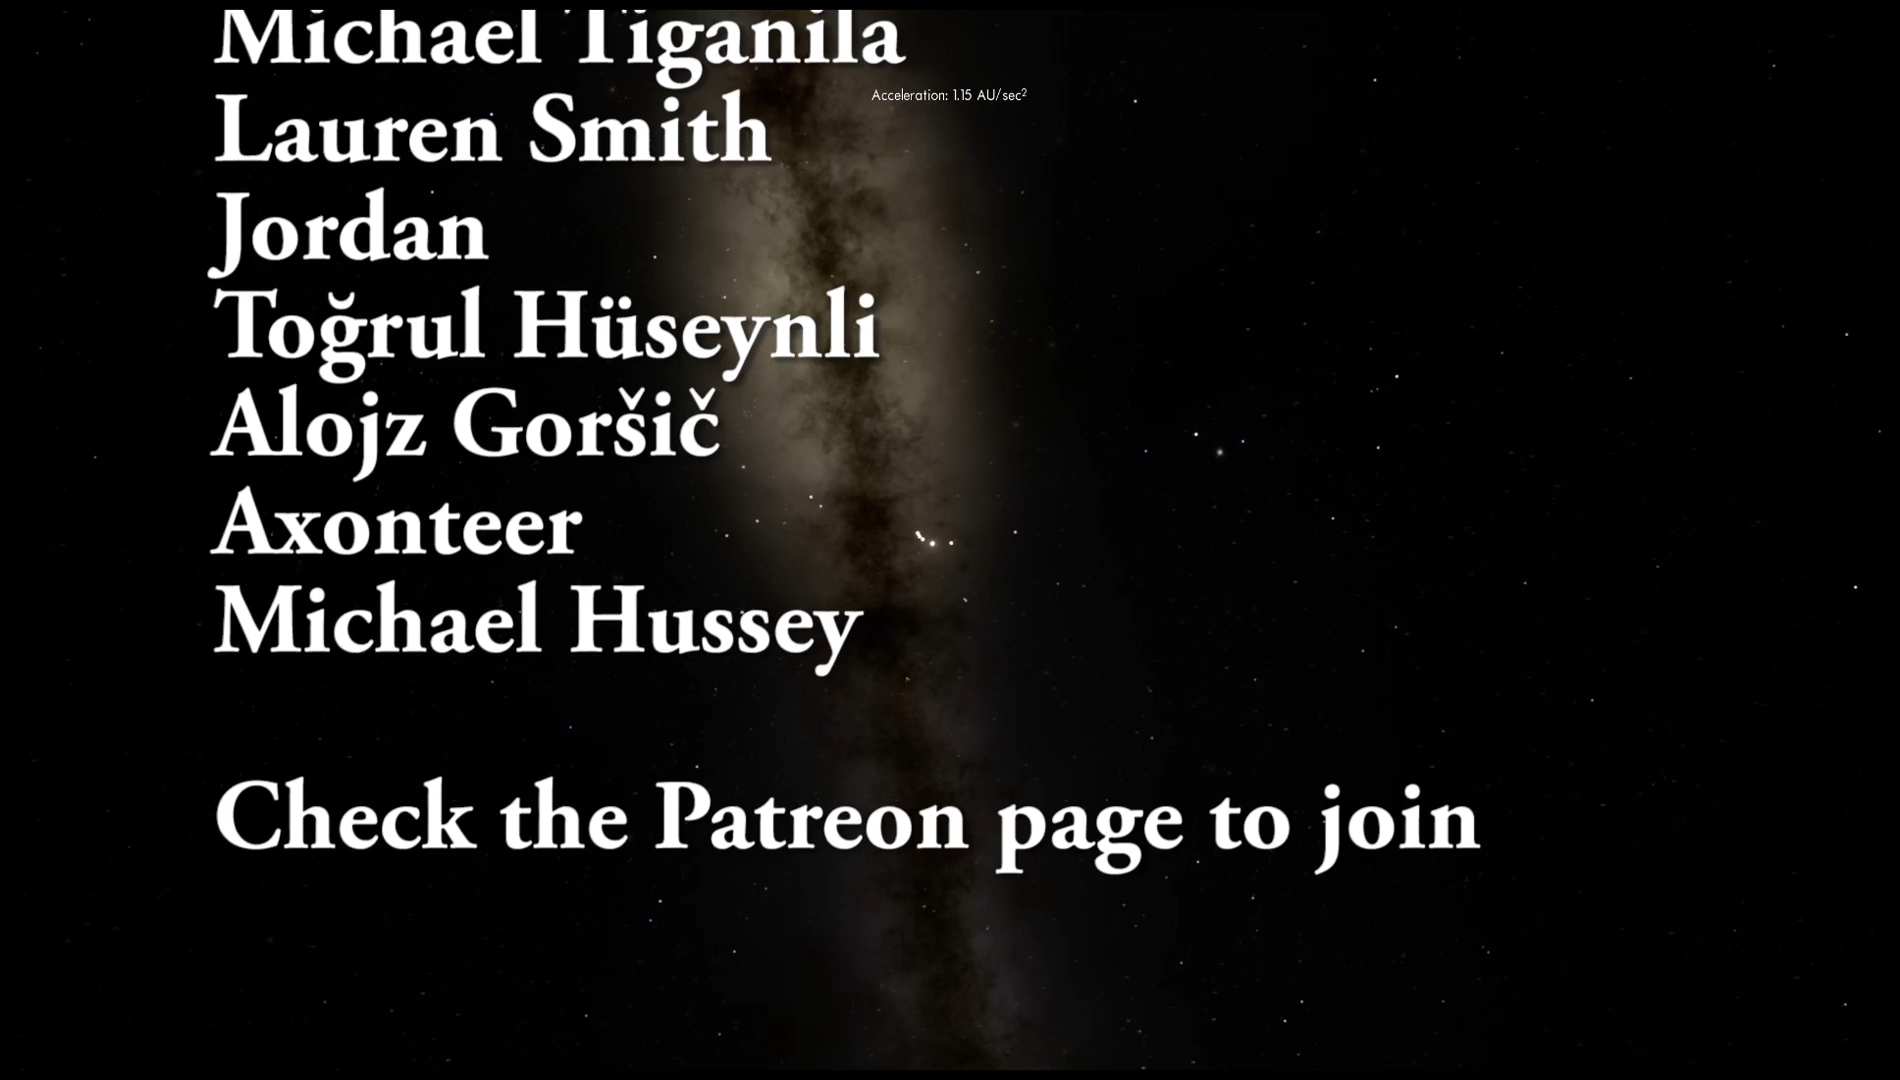 Michael Tiganila
Acceleration: 1.15 AU/sec²
Lauren Smith
Jordan
Toğrul Hüseynli
Alojz Goršič
Axonteer
Michael Hussey
Check the Patreon page to join